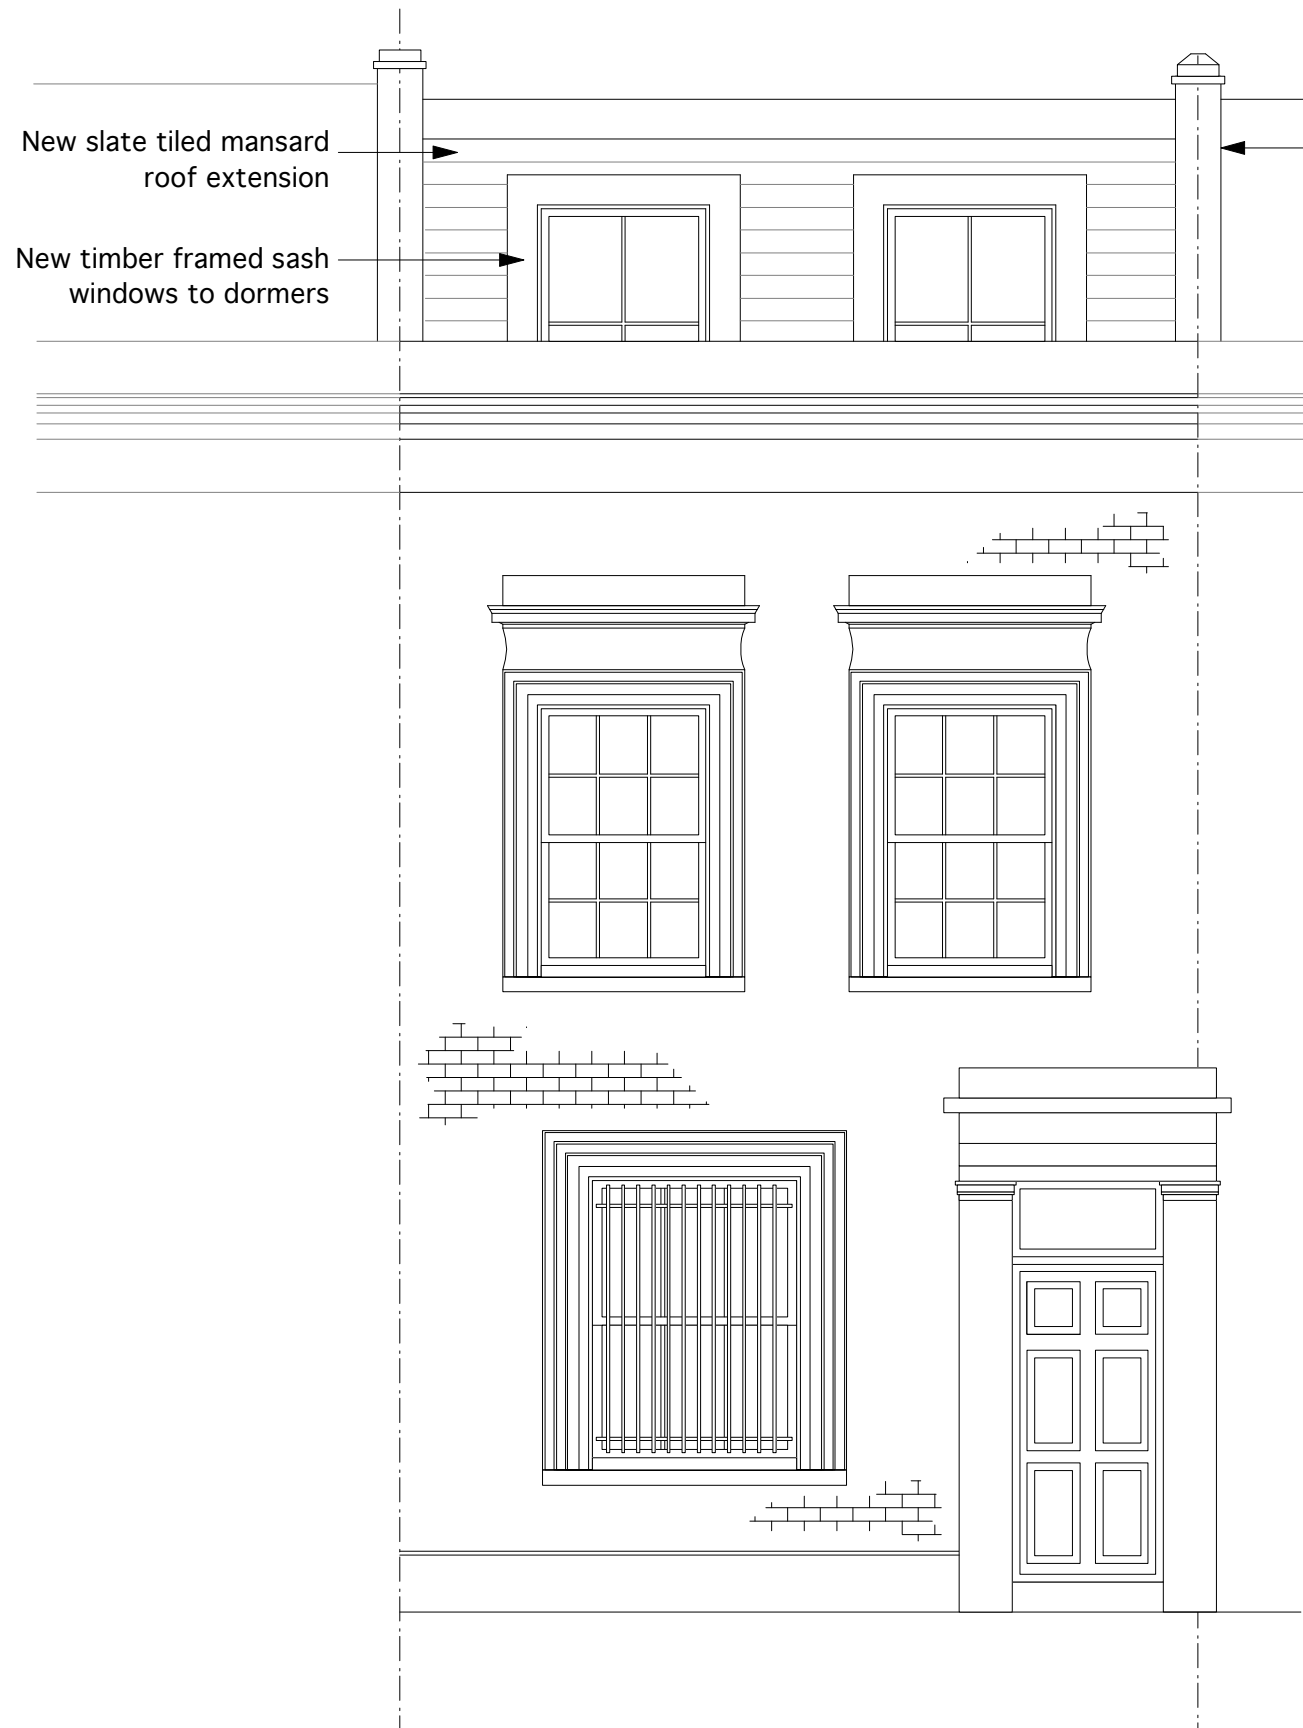 New slate tiled mansard
roof extension
New timber framed sash
windows to dormers